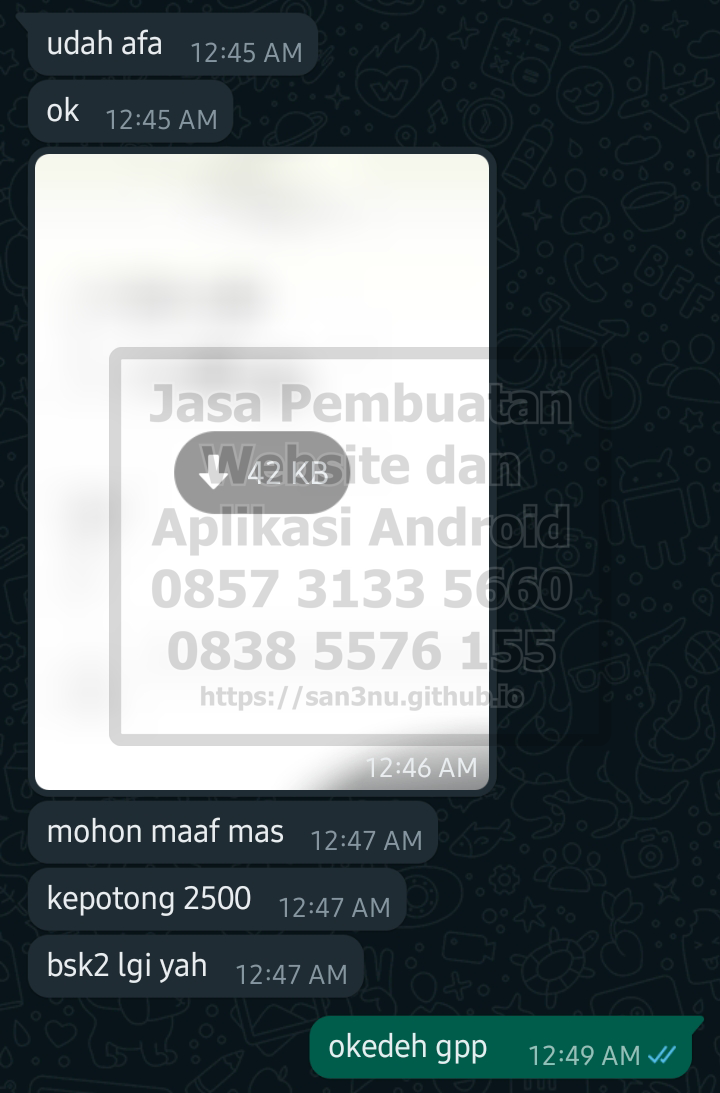 udah afa 12:45 AM
ok 12:45 AM
Jasa Pembuatan
Website dan
42 KB
Aplikasi Android
0857 3133 5660
0838 5576 155
https://san3nu.github.io
12:46 AM
mohon maaf mas 12:47 AM
kepotong 2500 12:47 AM
bsk2 lgi yah 12:47 AM
okedeh gpp 12:49 AM